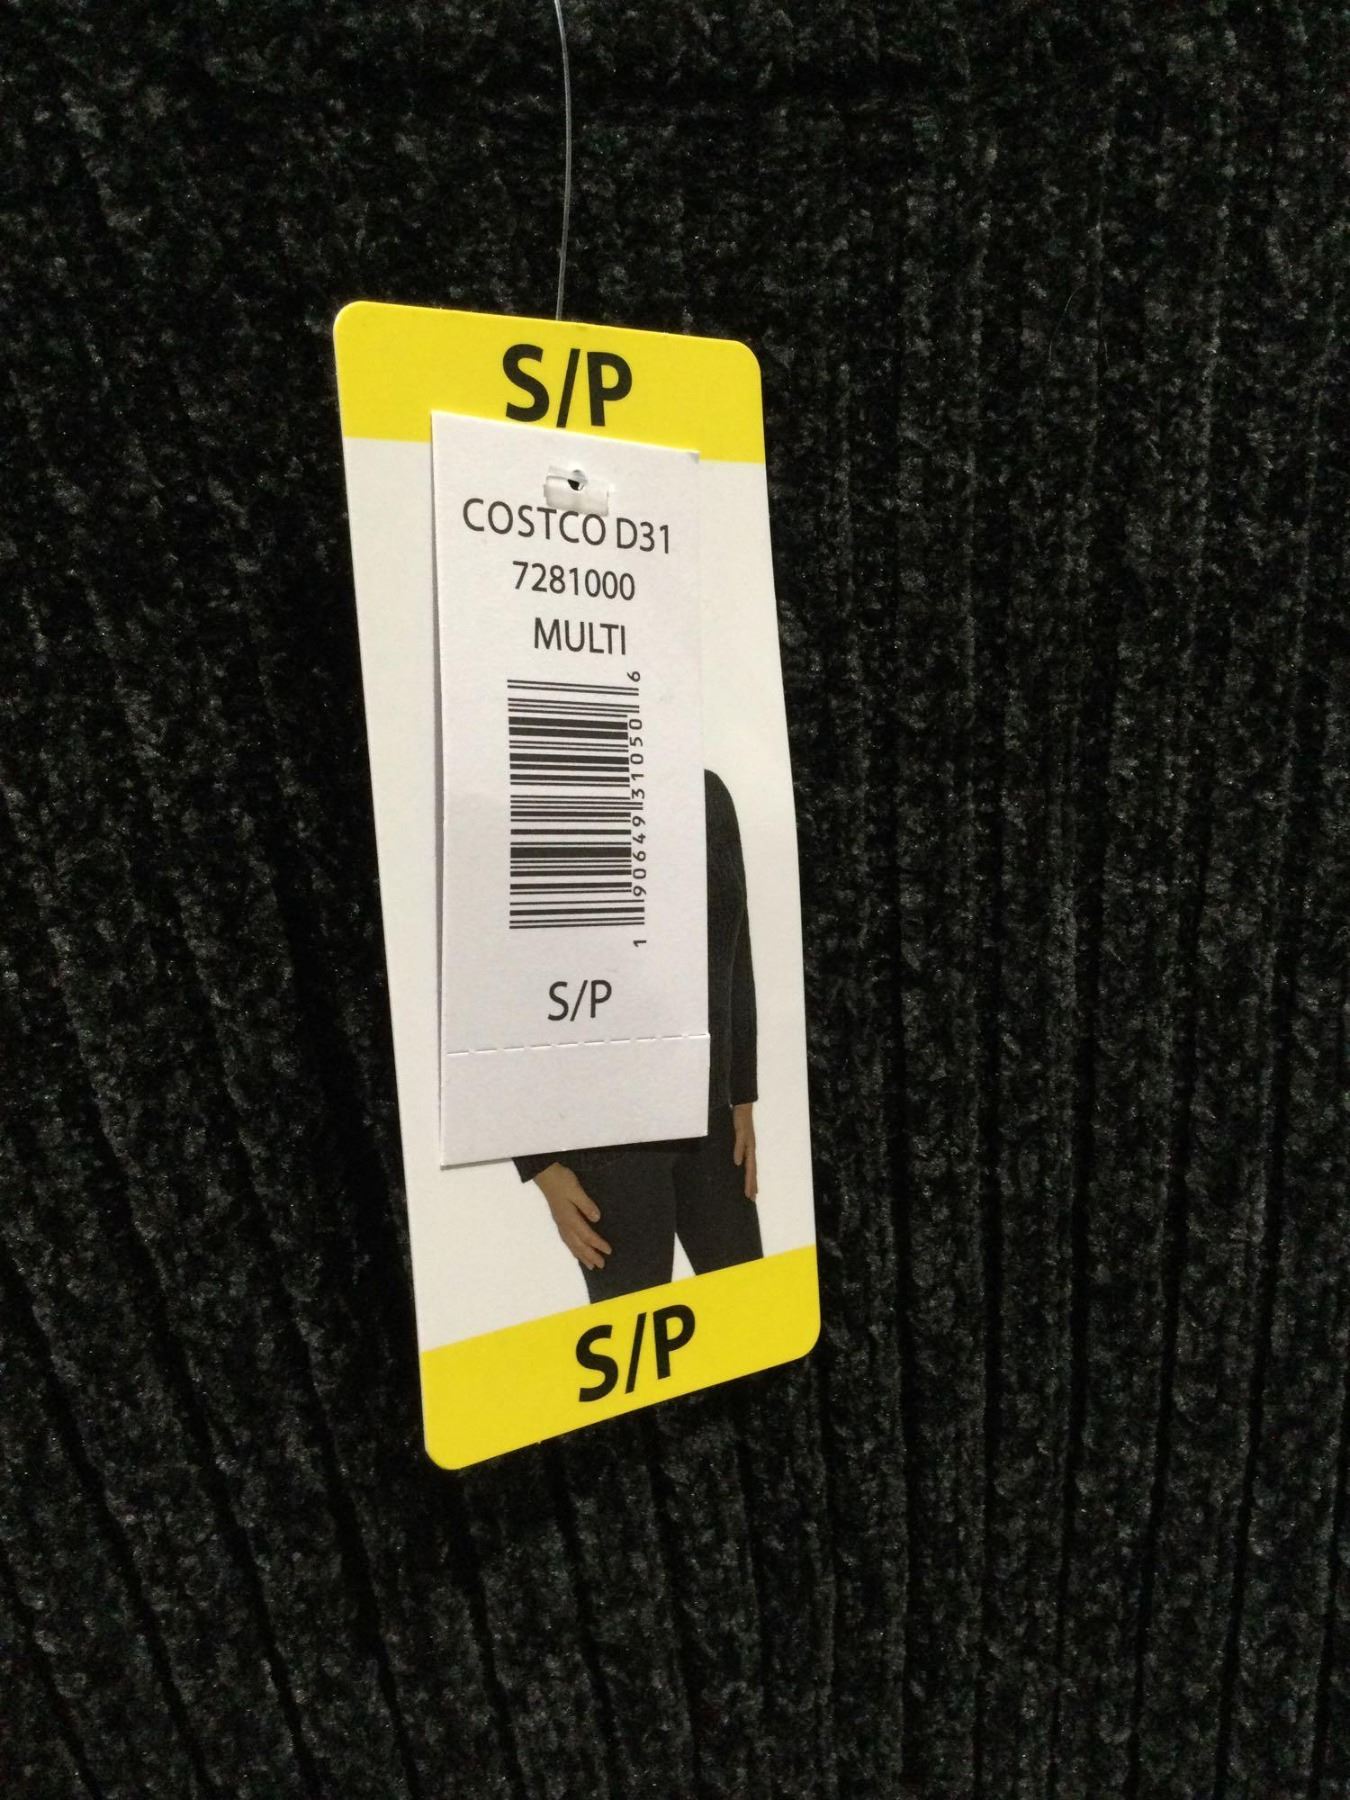 S/P
COSTCO D31
7281000
MULTI
1 90649 31050 6
S/P
S/P